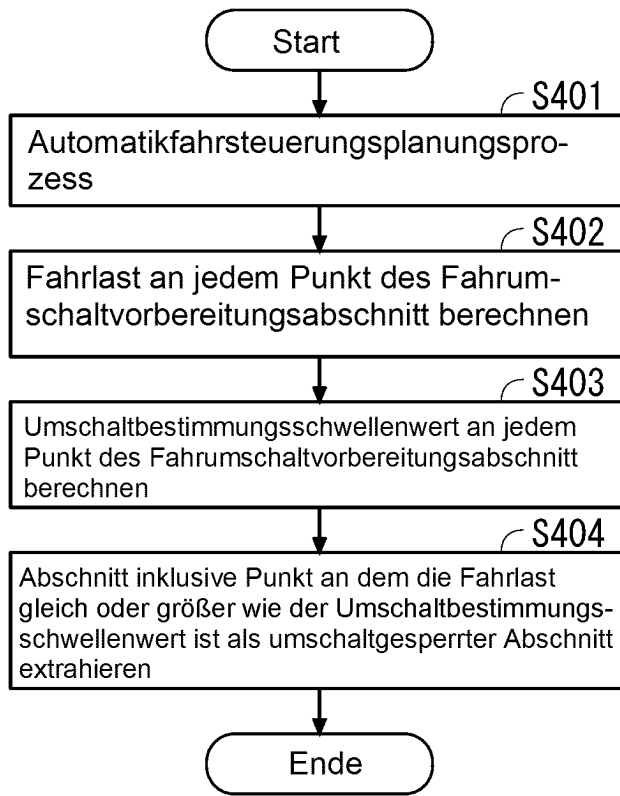 Start
S401
Automatikfahrsteuerungsplanungspro-
zess
S402
Fahrlast an jedem Punkt des Fahrum-
schaltvorbereitungsabschnitt berechnen
S403
Umschaltbestimmungsschwellenwert an jedem
Punkt des Fahrumschaltvorbereitungsabschnitt
berechnen
S404
Abschnitt inklusive Punkt an dem die Fahrlast
gleich oder größer wie der Umschaltbestimmungs-
schwellenwert ist als umschaltgesperrter Abschnitt
extrahieren
Ende